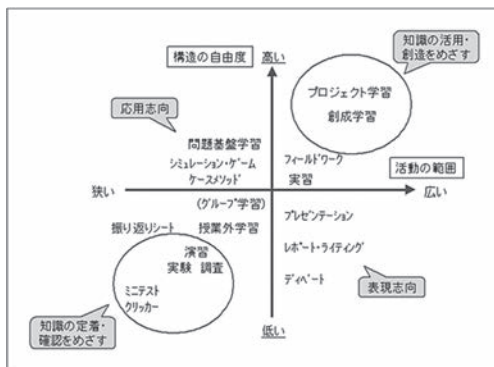 構造の自由度
高い
知識の活用・
創造をめざす
プロジェクト学習
創成学習
応用志向
問題基盤学習
シミュレーション・ゲーム
ケースメソッド
フィールドワーク
実習
活動の範囲
狭い
広い
(グループ学習)
振り返りシート
授業外学習
プレゼンテーション
演習
実験 調査
レポート・ライティング
ミニテスト
クリッカー
ディベート
表現志向
知識の定着・
確認をめざす
低い